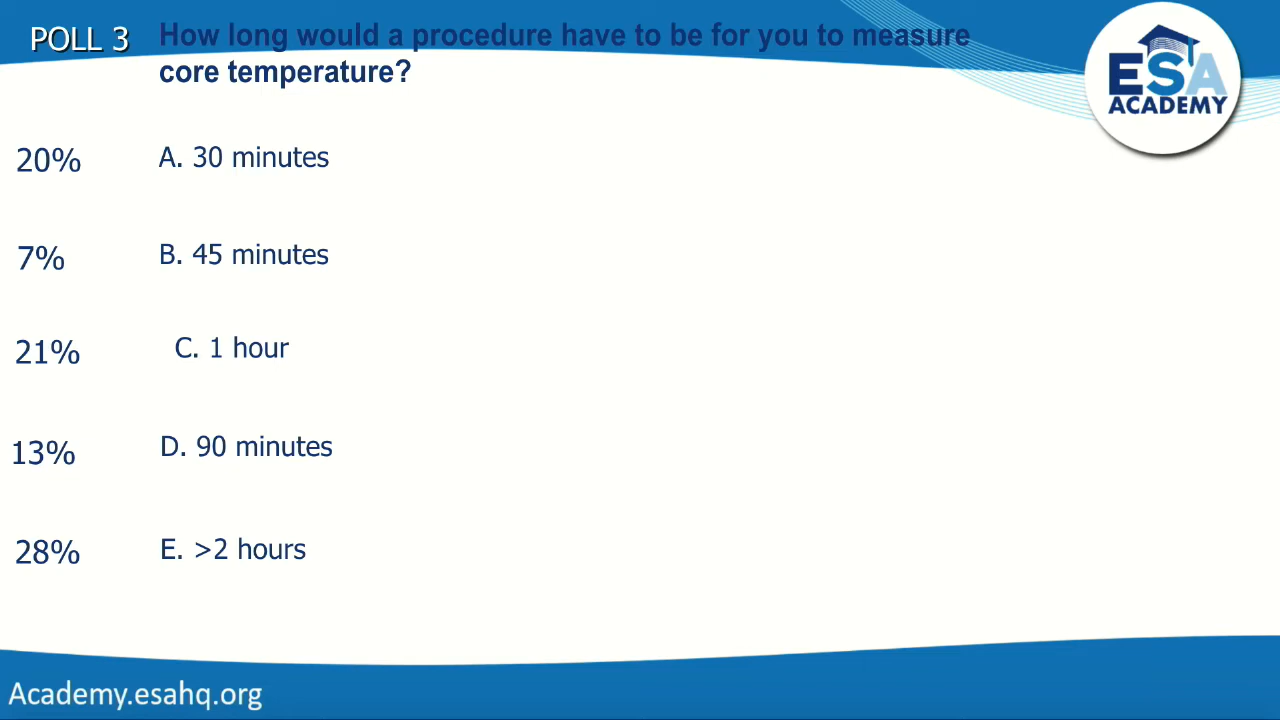 POLL 3
How long would a procedure have to be for you to measure
core temperature?
ESA
ACADEMY
20% A. 30 minutes
7% B. 45 minutes
21% C. 1 hour
13% D. 90 minutes
28% E. >2 hours
Academy.esahq.org